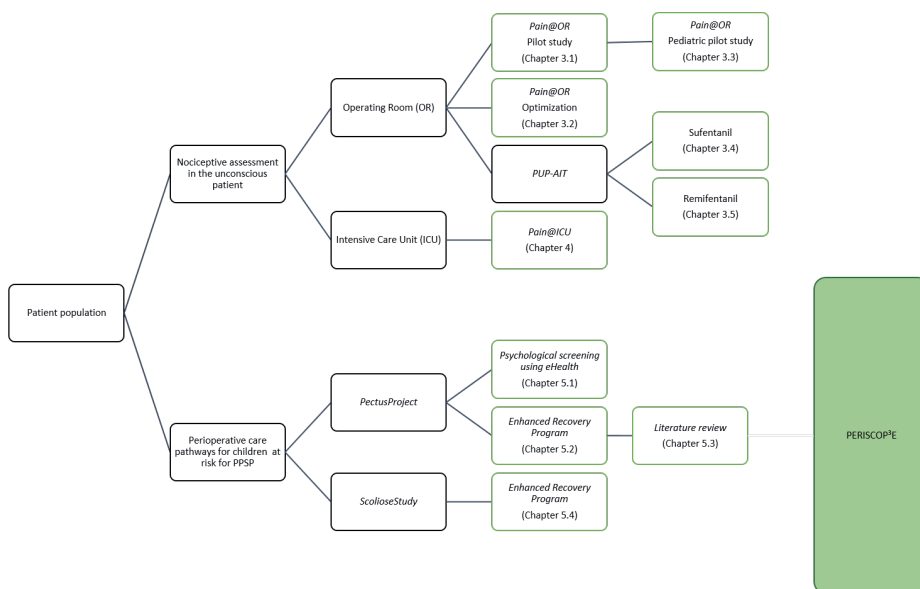 Patient population
Nociceptive assessment
in the unconscious
patient
Operating Room (OR)
Pain@OR
Pilot study
(Chapter 3.1)
Pain@OR
Pediatric pilot study
(Chapter 3.3)
Pain@OR
Optimization
(Chapter 3.2)
PUP-AIT
Sufentanil
(Chapter 3.4)
Remifentanil
(Chapter 3.5)
Intensive Care Unit (ICU)
Pain@ICU
(Chapter 4)
Perioperative care
pathways for children at
risk for PPSP
PectusProject
Psychological screening
using eHealth
(Chapter 5.1)
Enhanced Recovery
Program
(Chapter 5.2)
Literature review
(Chapter 5.3)
PERISCOP³E
ScolioseStudy
Enhanced Recovery
Program
(Chapter 5.4)